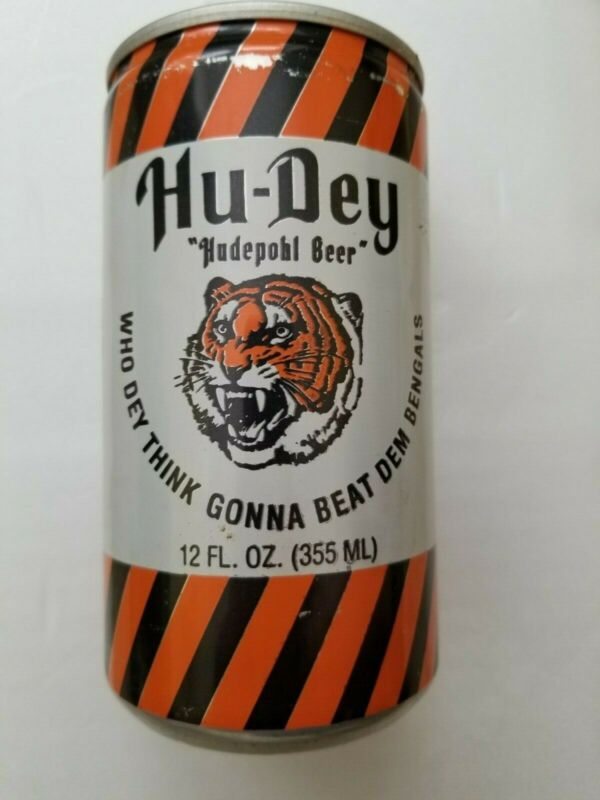 Hu-Dey
"Hudepohl Beer"
WHO DEY THINK GONNA BEAT DEM BENGALS
12 FL. OZ. (355 ML)